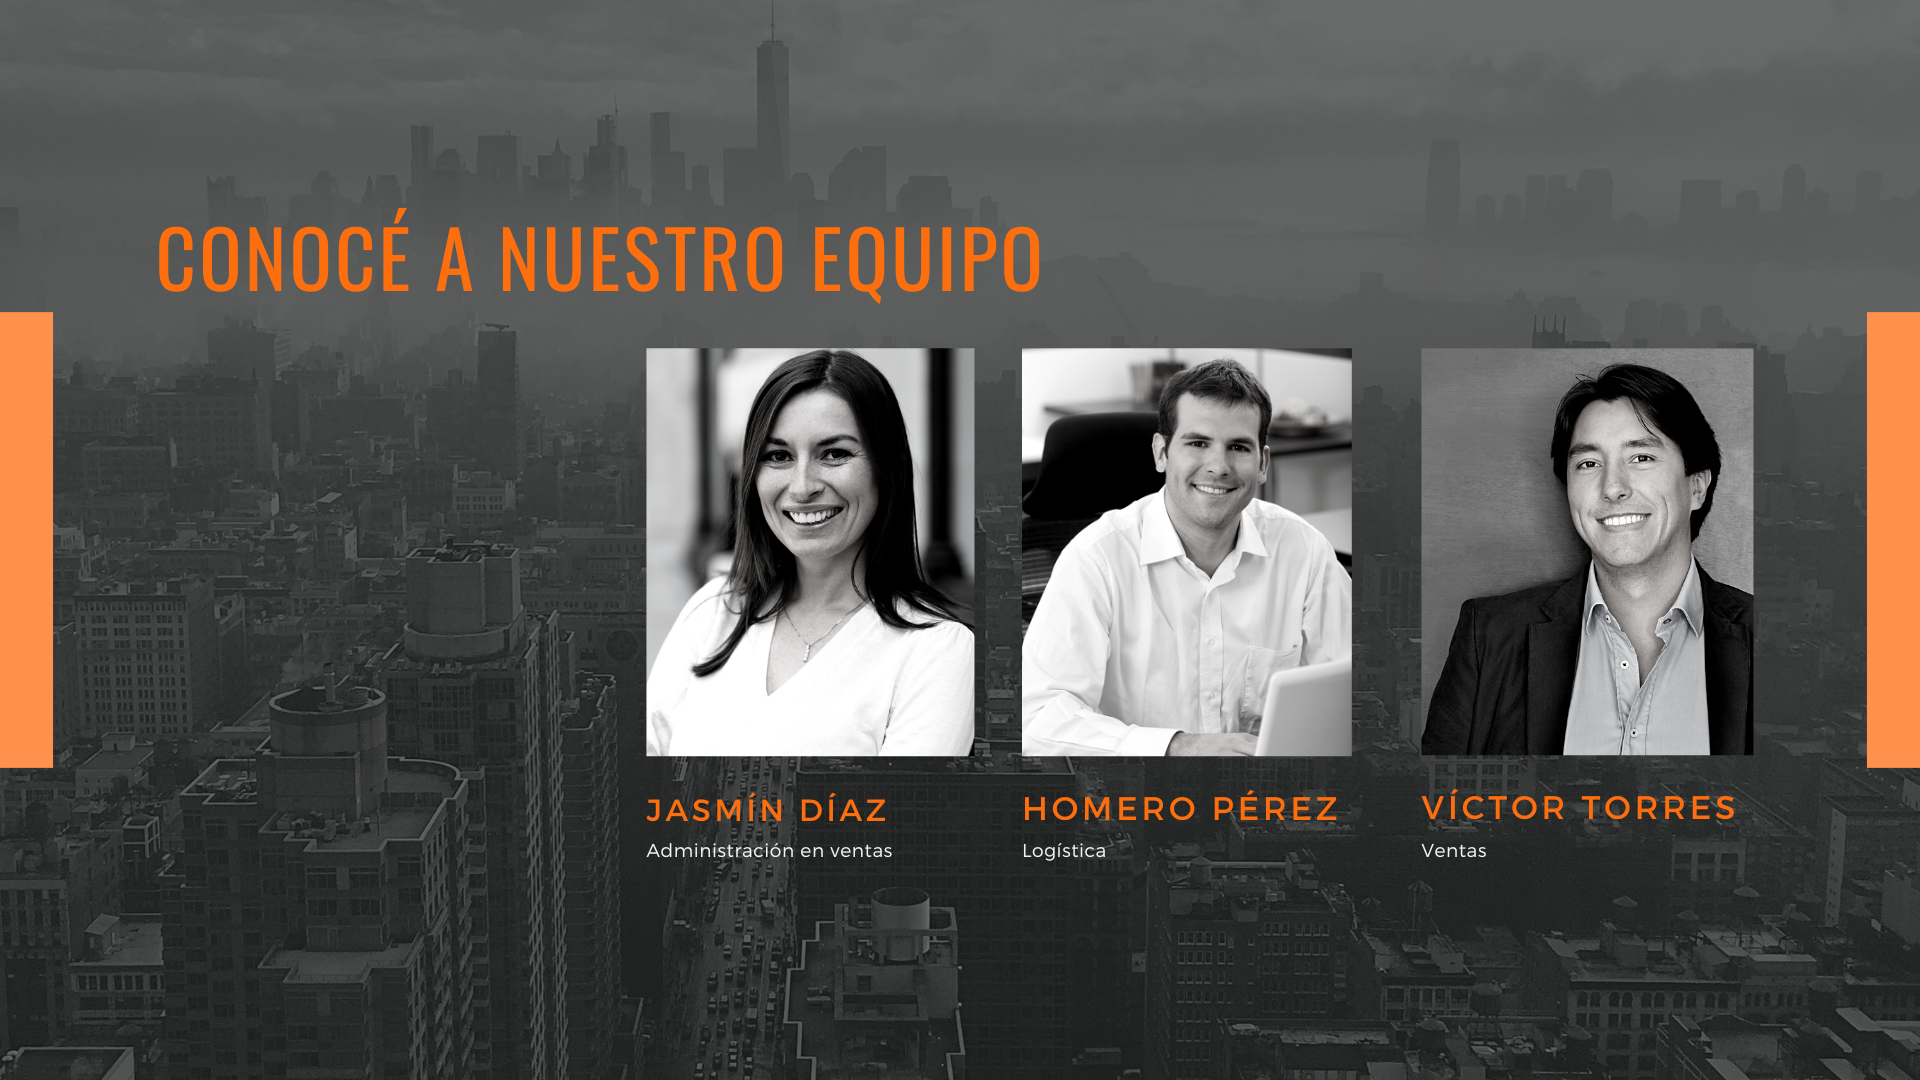 CONOCÉ A NUESTRO EQUIPO
JASMÍN DÍAZ
Administración en ventas
HOMERO PÉREZ
Logística
VÍCTOR TORRES
Ventas